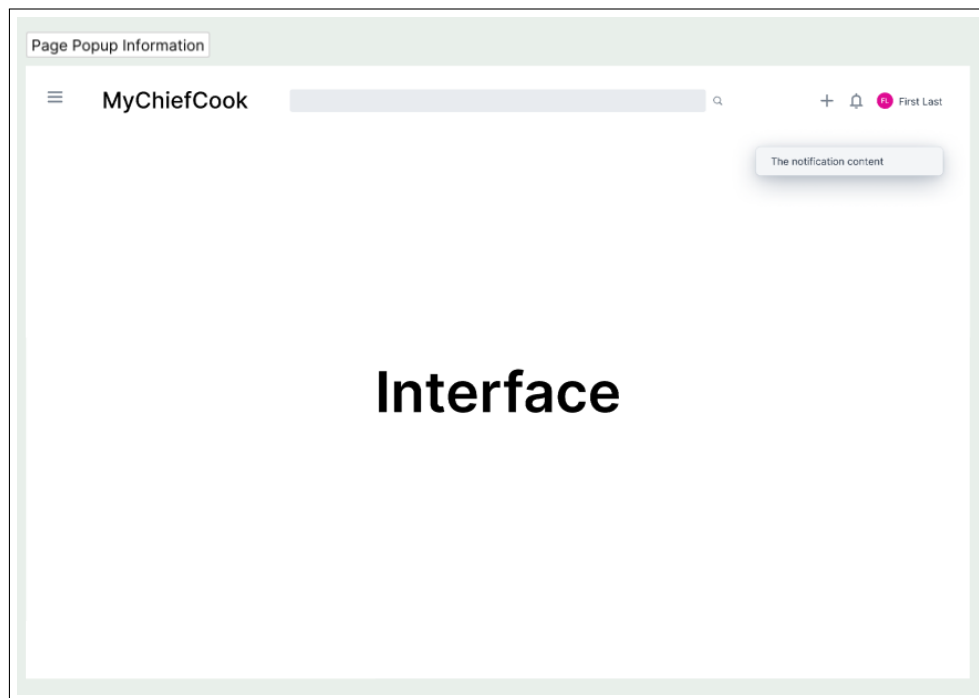 Page Popup Information
MyChiefCook
FL First Last
The notification content
Interface